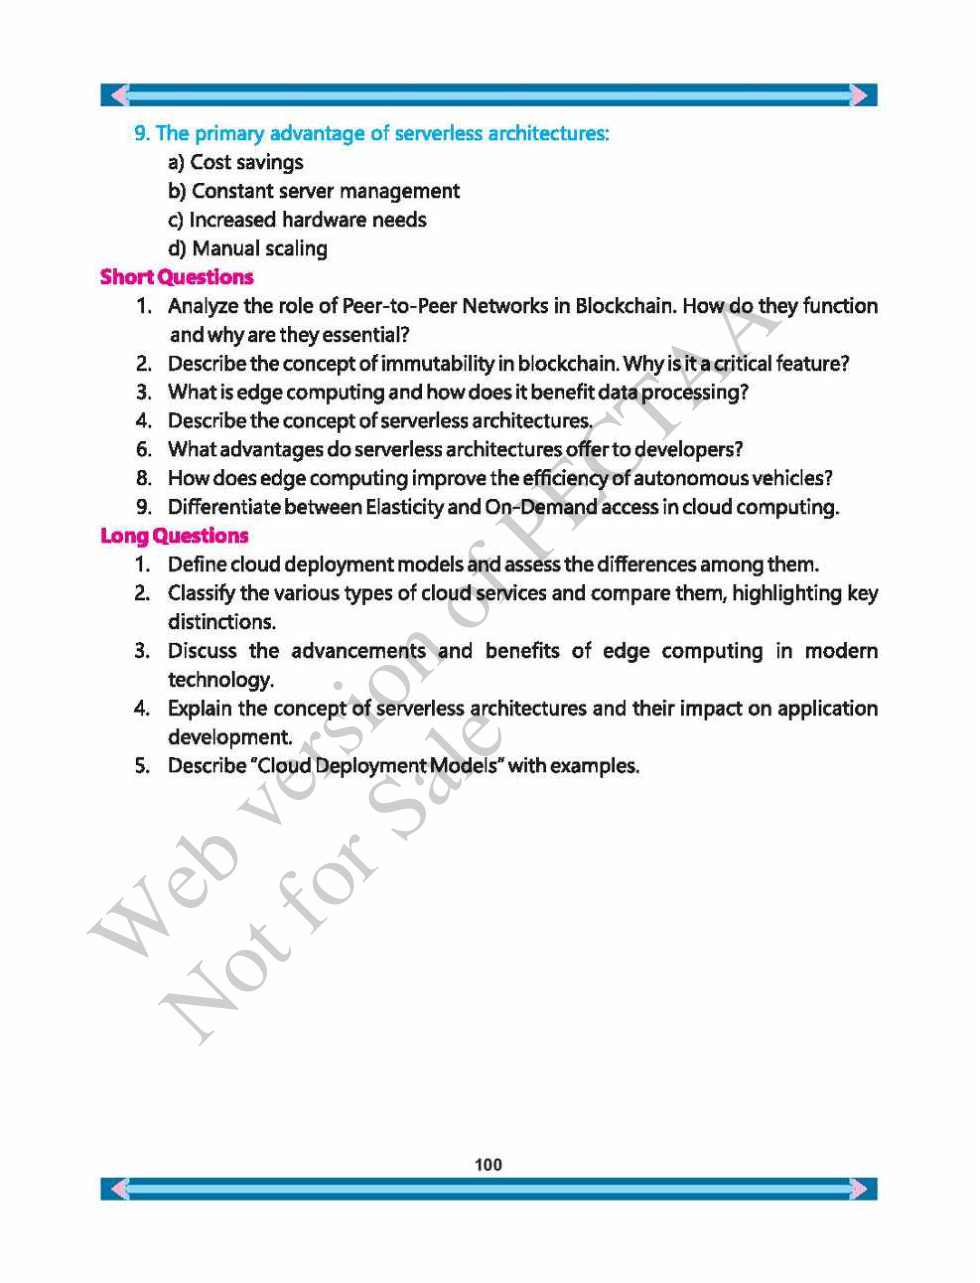 9. The primary advantage of serverless architectures:
a) Cost savings
b) Constant server management
c) Increased hardware needs
d) Manual scaling
Short Questions
1. Analyze the role of Peer-to-Peer Networks in Blockchain. How do they function
and why are they essential?
2. Describe the concept of immutability in blockchain. Why is it a critical feature?
3. What is edge computing and how does it benefit data processing?
4. Describe the concept of serverless architectures.
6. What advantages do serverless architectures offer to developers?
8. How does edge computing improve the efficiency of autonomous vehicles?
9. Differentiate between Elasticity and On-Demand access in cloud computing.
Long Questions
1. Define cloud deployment models and assess the differences among them.
2. Classify the various types of cloud services and compare them, highlighting key
distinctions.
3. Discuss the advancements and benefits of edge computing in modern
technology.
4. Explain the concept of serverless architectures and their impact on application
development.
5. Describe "Cloud Deployment Models" with examples.
Web version of PECTAA
Not for Sale
100